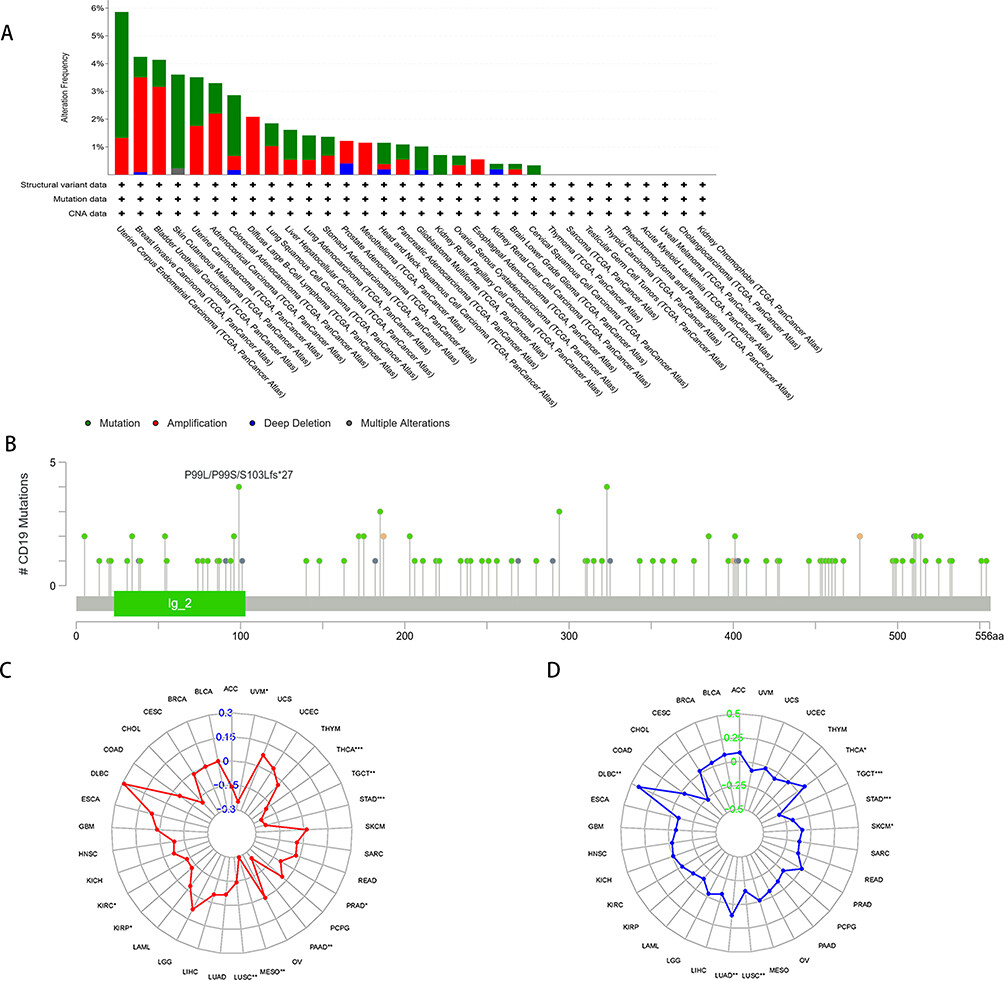 A
6%
5%
4%
3%
2%
1%
Alteration Frequency
Structural variant data
Mutation data
CNA data
Uterine Corpus Endometrial Carcinoma (TCGA, PanCancer Atlas)
Breast Invasive Carcinoma (TCGA, PanCancer Atlas)
Bladder Urothelial Carcinoma (TCGA, PanCancer Atlas)
Skin Cutaneous Melanoma (TCGA, PanCancer Atlas)
Uterine Carcinosarcoma (TCGA, PanCancer Atlas)
Adrenocortical Carcinoma (TCGA, PanCancer Atlas)
Colorectal Adenocarcinoma (TCGA, PanCancer Atlas)
Diffuse Large B-Cell Lymphoma (TCGA, PanCancer Atlas)
Lung Squamous Cell Carcinoma (TCGA, PanCancer Atlas)
Liver Hepatocellular Carcinoma (TCGA, PanCancer Atlas)
Lung Adenocarcinoma (TCGA, PanCancer Atlas)
Stomach Adenocarcinoma (TCGA, PanCancer Atlas)
Prostate Adenocarcinoma (TCGA, PanCancer Atlas)
Mesothelioma (TCGA, PanCancer Atlas)
Head and Neck Squamous Cell Carcinoma (TCGA, PanCancer Atlas)
Pancreatic Adenocarcinoma (TCGA, PanCancer Atlas)
Glioblastoma Multiforme (TCGA, PanCancer Atlas)
Kidney Renal Papillary Cell Carcinoma (TCGA, PanCancer Atlas)
Ovarian Serous Cystadenocarcinoma (TCGA, PanCancer Atlas)
Esophageal Adenocarcinoma (TCGA, PanCancer Atlas)
Kidney Renal Clear Cell Carcinoma (TCGA, PanCancer Atlas)
Brain Lower Grade Glioma (TCGA, PanCancer Atlas)
Cervical Squamous Cell Carcinoma (TCGA, PanCancer Atlas)
Thymoma (TCGA, PanCancer Atlas)
Sarcoma (TCGA, PanCancer Atlas)
Testicular Germ Cell Tumors (TCGA, PanCancer Atlas)
Thyroid Carcinoma (TCGA, PanCancer Atlas)
Pheochromocytoma and Paraganglioma (TCGA, PanCancer Atlas)
Acute Myeloid Leukemia (TCGA, PanCancer Atlas)
Uveal Melanoma (TCGA, PanCancer Atlas)
Cholangiocarcinoma (TCGA, PanCancer Atlas)
Kidney Chromophobe (TCGA, PanCancer Atlas)
Mutation Amplification Deep Deletion Multiple Alterations
B
# CD19 Mutations
5
0
P99L/P99S/S103Lfs*27
Ig_2
0 100 200 300 400 500 556aa
C
0.3
0.15
0
-0.15
-0.3
ACC
UVM*
UCS
UCEC
THYM
THCA***
TGCT**
STAD***
SKCM
SARC
READ
PRAD*
PCPG
PAAD**
OV
MESO**
LUSC**
LUAD
LIHC
LGG
LAML
KIRP*
KIRC*
KICH
HNSC
GBM
ESCA
DLBC
COAD
CHOL
CESC
BRCA
BLCA
D
0.5
0.25
0
-0.25
-0.5
ACC
UVM
UCS
UCEC
THYM
THCA*
TGCT***
STAD***
SKCM*
SARC
READ
PRAD
PCPG
PAAD
OV
MESO
LUSC**
LUAD**
LIHC
LGG
LAML
KIRP
KIRC
KICH
HNSC
GBM
ESCA
DLBC**
COAD
CHOL
CESC
BRCA
BLCA